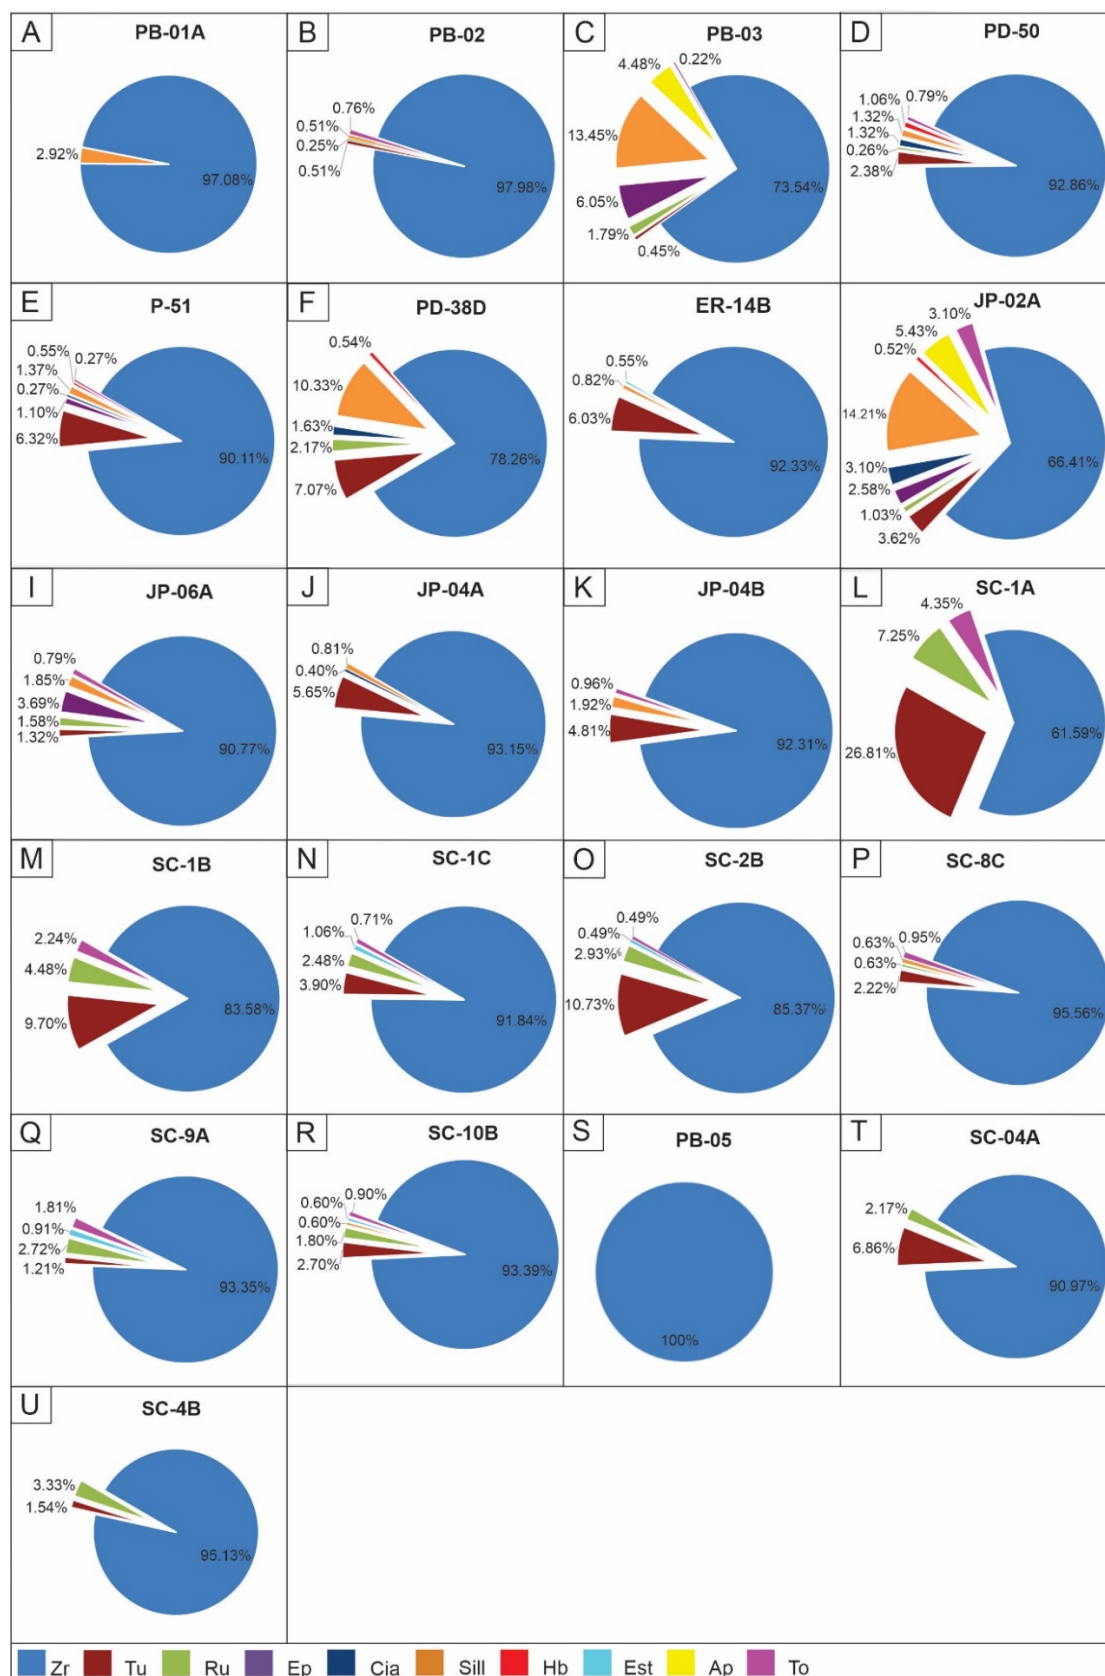 A
PB-01A
2.92%
97.08%
B
PB-02
0.76%
0.51%
0.25%
0.51%
97.98%
C
PB-03
0.22%
4.48%
13.45%
6.05%
1.79%
0.45%
73.54%
D
PD-50
0.79%
1.06%
1.32%
1.32%
0.26%
2.38%
92.86%
E
P-51
0.55%
0.27%
1.37%
0.27%
1.10%
6.32%
90.11%
F
PD-38D
0.54%
10.33%
1.63%
2.17%
7.07%
78.26%
ER-14B
0.55%
0.82%
6.03%
92.33%
JP-02A
3.10%
5.43%
0.52%
14.21%
3.10%
2.58%
1.03%
3.62%
66.41%
I
JP-06A
0.79%
1.85%
3.69%
1.58%
1.32%
90.77%
J
JP-04A
0.81%
0.40%
5.65%
93.15%
K
JP-04B
0.96%
1.92%
4.81%
92.31%
L
SC-1A
4.35%
7.25%
26.81%
61.59%
M
SC-1B
2.24%
4.48%
9.70%
83.58%
N
SC-1C
0.71%
1.06%
2.48%
3.90%
91.84%
O
SC-2B
0.49%
0.49%
2.93%
10.73%
85.37%
P
SC-8C
0.95%
0.63%
0.63%
2.22%
95.56%
Q
SC-9A
1.81%
0.91%
2.72%
1.21%
93.35%
R
SC-10B
0.90%
0.60%
0.60%
1.80%
2.70%
93.39%
S
PB-05
100%
T
SC-04A
2.17%
6.86%
90.97%
U
SC-4B
3.33%
1.54%
95.13%
Zr Tu Ru Ep Cia Sill Hb Est Ap To